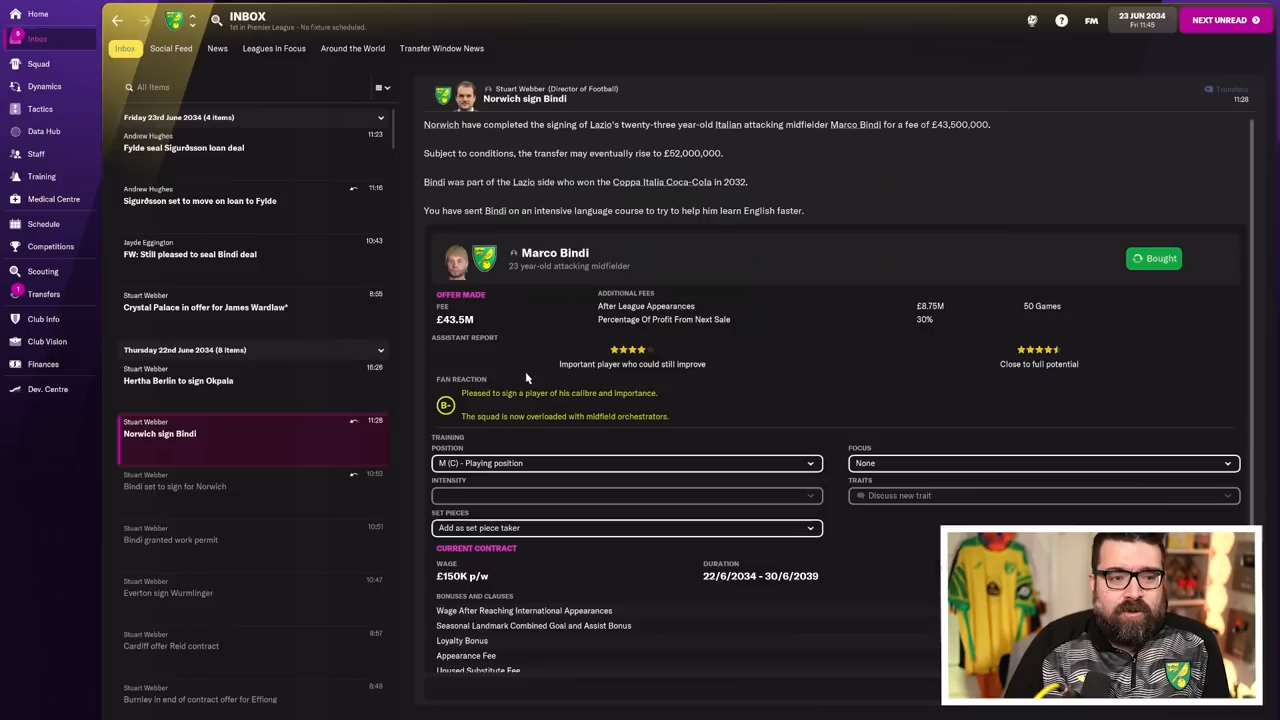 Home
Inbox
5
Squad
Dynamics
Tactics
Data Hub
Staff
Training
Medical Centre
Schedule
Competitions
Scouting
1
Transfers
Club Info
Club Vision
Finances
Dev. Centre
INBOX
1st in Premier League - No fixture scheduled.
FM
23 JUN 2034
Fri 11:45
NEXT UNREAD
Inbox
Social Feed
News
Leagues in Focus
Around the World
Transfer Window News
All Items
Friday 23rd June 2034 (4 items)
Andrew Hughes
11:23
Fylde seal Sigurðsson loan deal
Andrew Hughes
11:16
Sigurðsson set to move on loan to Fylde
Jayde Eggington
10:43
FW: Still pleased to seal Bindi deal
Stuart Webber
8:55
Crystal Palace in offer for James Wardlaw*
Thursday 22nd June 2034 (8 items)
Stuart Webber
16:26
Hertha Berlin to sign Okpala
Stuart Webber
11:28
Norwich sign Bindi
Stuart Webber
10:52
Bindi set to sign for Norwich
Stuart Webber
10:51
Bindi granted work permit
Stuart Webber
10:47
Everton sign Wurmlinger
Stuart Webber
8:57
Cardiff offer Reid contract
Stuart Webber
8:49
Burnley in end of contract offer for Effiong
Stuart Webber (Director of Football)
Norwich sign Bindi
Transfers
11:28
Norwich have completed the signing of Lazio's twenty-three year-old Italian attacking midfielder Marco Bindi for a fee of £43,500,000.
Subject to conditions, the transfer may eventually rise to £52,000,000.
Bindi was part of the Lazio side who won the Coppa Italia Coca-Cola in 2032.
You have sent Bindi on an intensive language course to try to help him learn English faster.
Marco Bindi
23 year-old attacking midfielder
Bought
OFFER MADE
FEE
£43.5M
ADDITIONAL FEES
After League Appearances
£8.75M
50 Games
Percentage Of Profit From Next Sale
30%
ASSISTANT REPORT
Important player who could still improve
Close to full potential
FAN REACTION
B-
Pleased to sign a player of his calibre and importance.
The squad is now overloaded with midfield orchestrators.
TRAINING
POSITION
M (C) - Playing position
FOCUS
None
INTENSITY
TRAITS
Discuss new trait
SET PIECES
Add as set piece taker
CURRENT CONTRACT
WAGE
£150K p/w
DURATION
22/6/2034 - 30/6/2039
BONUSES AND CLAUSES
Wage After Reaching International Appearances
Seasonal Landmark Combined Goal and Assist Bonus
Loyalty Bonus
Appearance Fee
Unused Substitute Fee